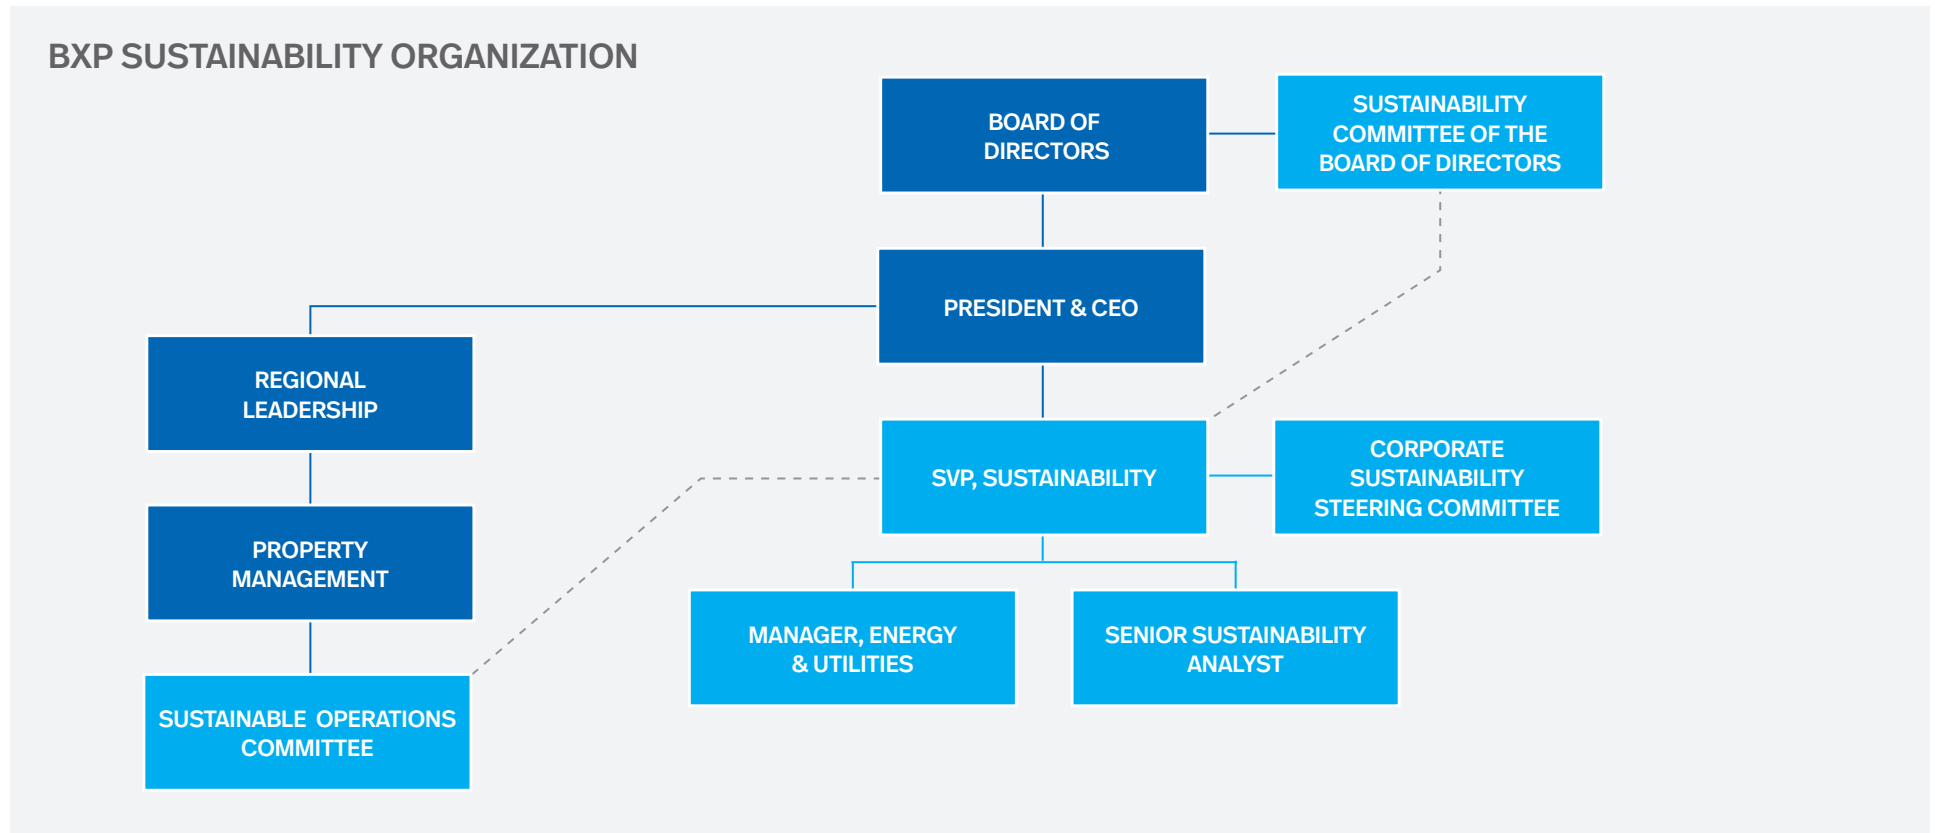 BXP SUSTAINABILITY ORGANIZATION
BOARD OF
DIRECTORS
SUSTAINABILITY
COMMITTEE OF THE
BOARD OF DIRECTORS
PRESIDENT & CEO
REGIONAL
LEADERSHIP
SVP, SUSTAINABILITY
CORPORATE
SUSTAINABILITY
STEERING COMMITTEE
PROPERTY
MANAGEMENT
MANAGER, ENERGY
& UTILITIES
SENIOR SUSTAINABILITY
ANALYST
SUSTAINABLE OPERATIONS
COMMITTEE